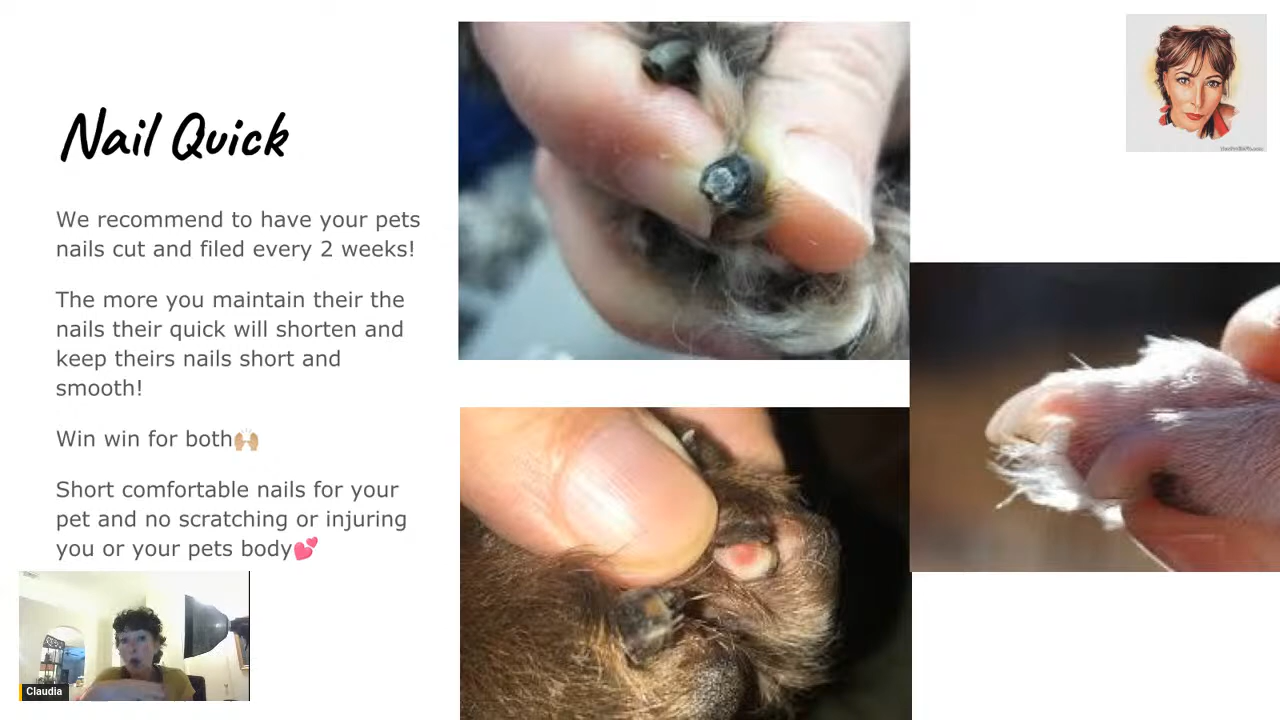 Nail Quick
We recommend to have your pets
nails cut and filed every 2 weeks!
The more you maintain their the
nails their quick will shorten and
keep theirs nails short and
smooth!
Win win for both🙌🏼
Short comfortable nails for your
pet and no scratching or injuring
you or your pets body💕
Claudia